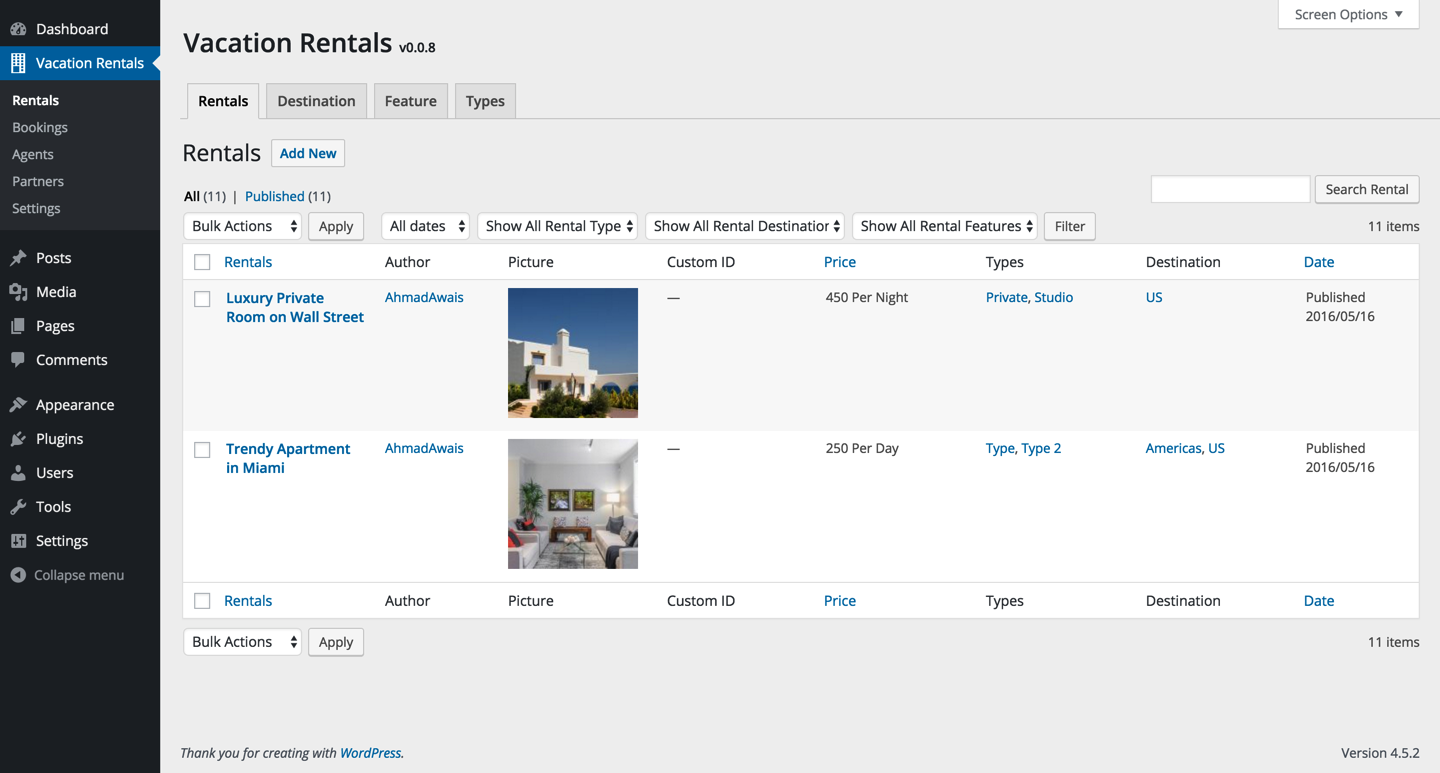 Screen Options ▼
Dashboard
Vacation Rentals
Rentals
Bookings
Agents
Partners
Settings
Posts
Media
Pages
Comments
Appearance
Plugins
Users
Tools
Settings
Collapse menu
Vacation Rentals v0.0.8
Rentals Destination Feature Types
Rentals Add New
All (11) | Published (11)
Search Rental
Bulk Actions Apply All dates Show All Rental Type Show All Rental Destination Show All Rental Features Filter 11 items
Rentals Author Picture Custom ID Price Types Destination Date
Luxury Private Room on Wall Street AhmadAwais — 450 Per Night Private, Studio US Published 2016/05/16
Trendy Apartment in Miami AhmadAwais — 250 Per Day Type, Type 2 Americas, US Published 2016/05/16
Rentals Author Picture Custom ID Price Types Destination Date
Bulk Actions Apply 11 items
Thank you for creating with WordPress. Version 4.5.2